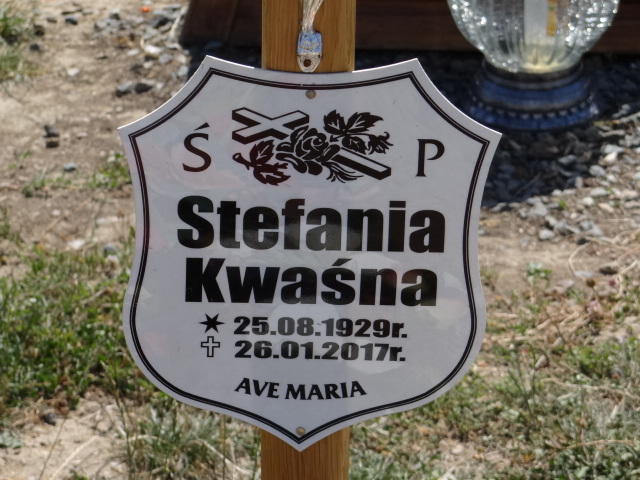 Ś P
Stefania
Kwaśna
25.08.1929r.
26.01.2017r.
AVE MARIA